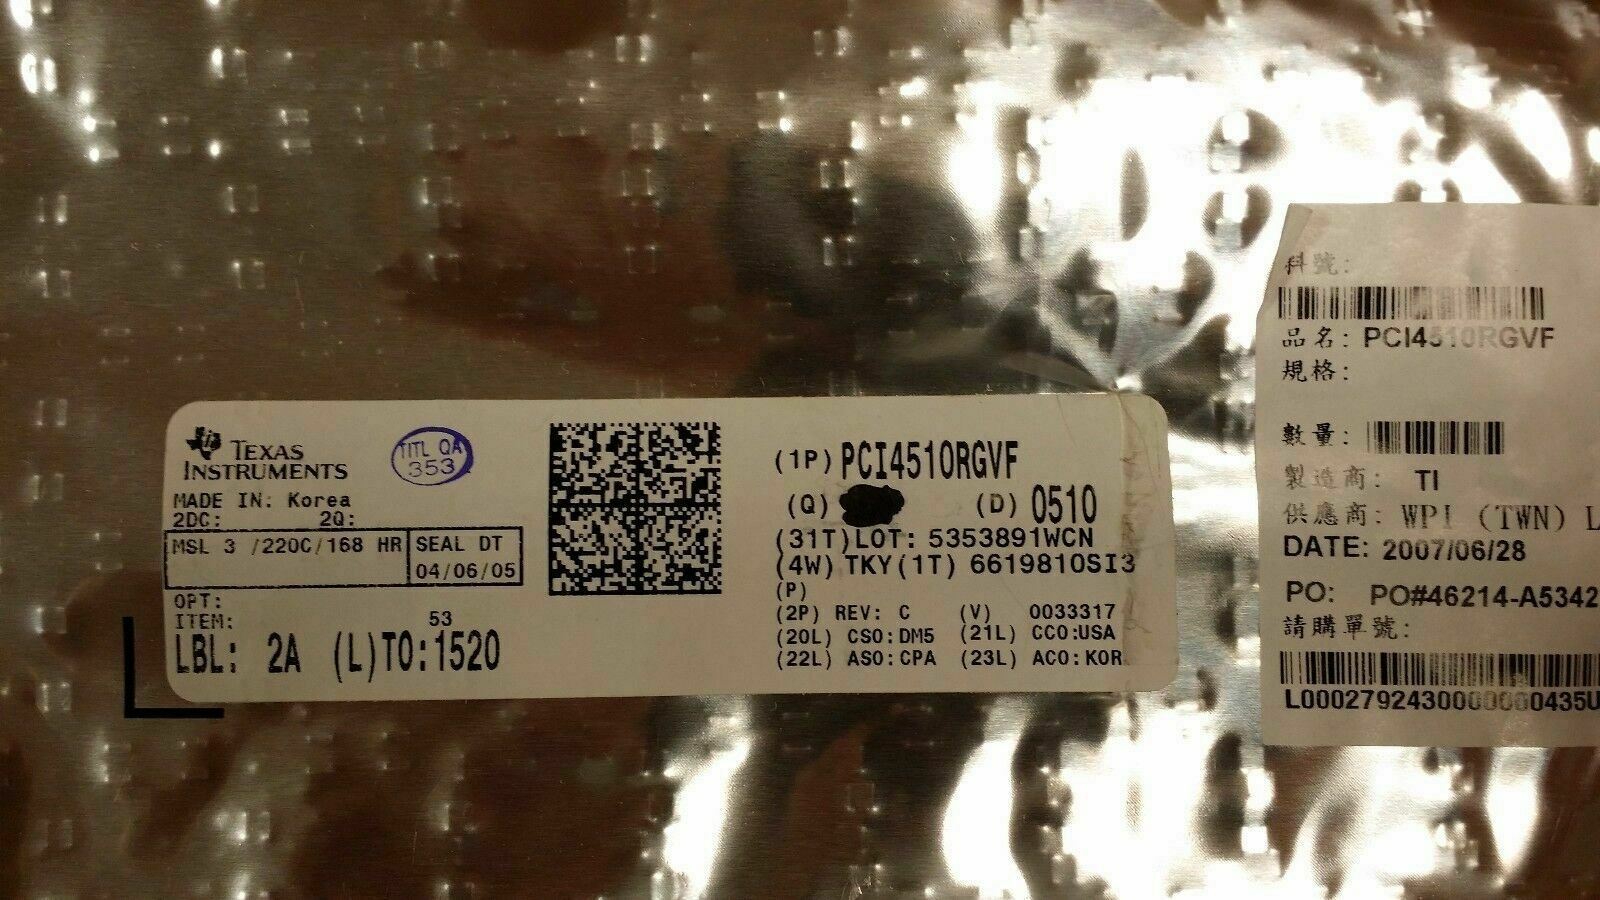 TEXAS
INSTRUMENTS
TITL QA
353
MADE IN: Korea
2DC: 2Q:
MSL 3 /220C/168 HR
SEAL DT
04/06/05
OPT:
ITEM:
53
LBL: 2A (L)TO:1520
(1P) PCI4510RGVF
(Q) (D) 0510
(31T)LOT: 5353891WCN
(4W) TKY(1T) 6619810SI3
(P)
(2P) REV: C (V) 0033317
(20L) CSO:DM5 (21L) CCO:USA
(22L) ASO:CPA (23L) ACO:KOR
料號:
品名: PCI4510RGVF
規格:
數量:
製造商: TI
供應商: WPI (TWN) L
DATE: 2007/06/28
PO: PO#46214-A5342
請購單號: